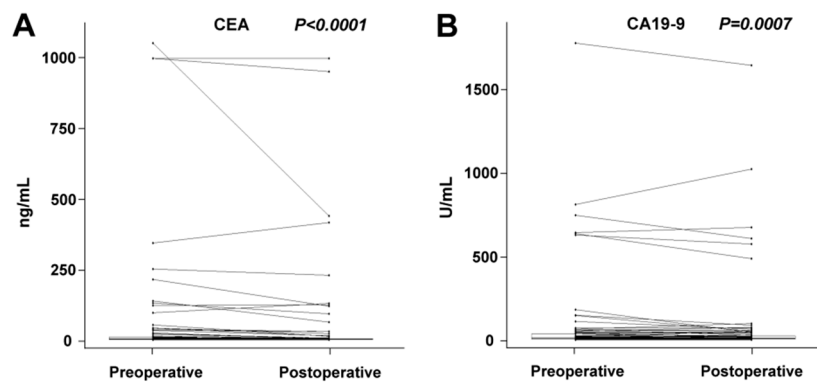 A CEA P<0.0001
1000
750
500
250
0
ng/mL
Preoperative Postoperative
B CA19-9 P=0.0007
1500
1000
500
0
U/mL
Preoperative Postoperative